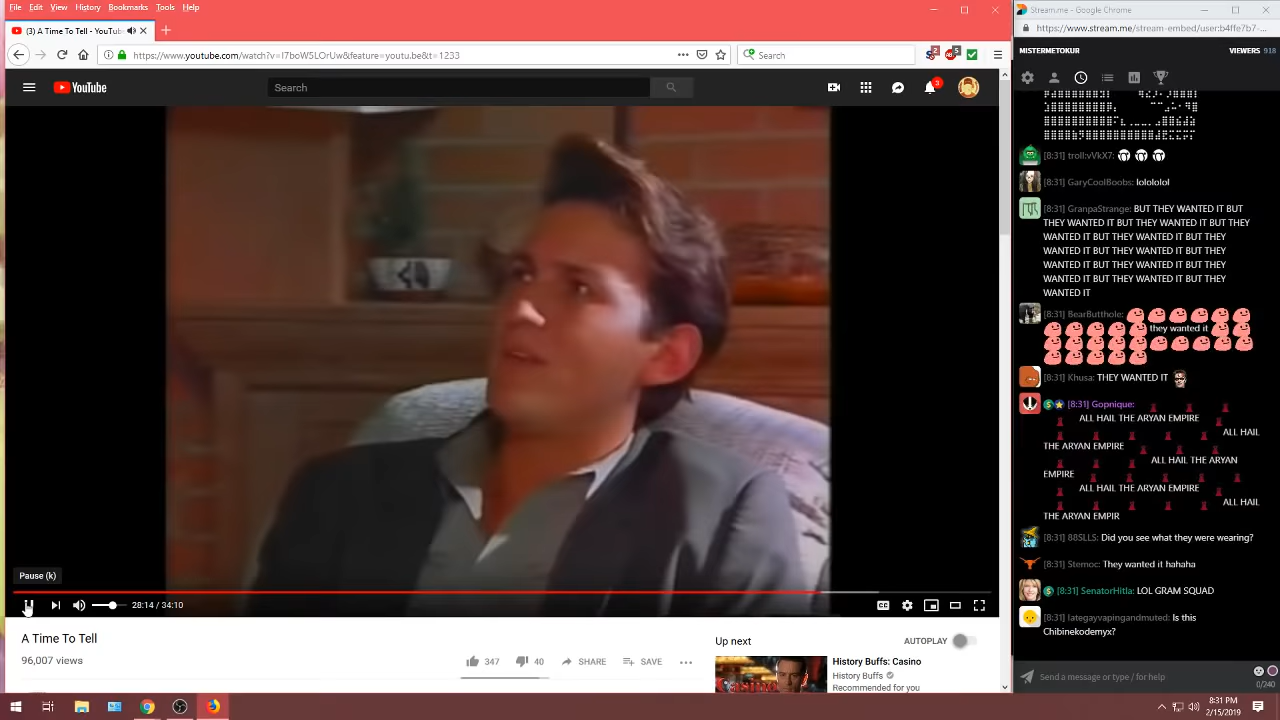 File Edit View History Bookmarks Tools Help
(3) A Time To Tell - YouTub
https://www.youtube.com/watch?v=I7boW5LOrUw&feature=youtu.be&t=1233
Search
2
5
YouTube
Search
3
Pause (k)
28:14 / 34:10
A Time To Tell
96,007 views
347
40
SHARE
SAVE
Up next
AUTOPLAY
History Buffs: Casino
History Buffs
Recommended for you
Stream.me - Google Chrome
https://www.stream.me/stream-embed/user:b4ffe7b7-...
MISTERMETOKUR
VIEWERS 918
[8:31] troll:vVkX7:
[8:31] GaryCoolBoobs: lolololol
[8:31] GranpaStrange: BUT THEY WANTED IT BUT
THEY WANTED IT BUT THEY WANTED IT BUT THEY
WANTED IT BUT THEY WANTED IT BUT THEY
WANTED IT BUT THEY WANTED IT BUT THEY
WANTED IT BUT THEY WANTED IT BUT THEY
WANTED IT BUT THEY WANTED IT BUT THEY
WANTED IT
[8:31] BearButthole:
they wanted it
[8:31] Khusa: THEY WANTED IT
[8:31] Gopnique:
ALL HAIL THE ARYAN EMPIRE
ALL HAIL
THE ARYAN EMPIRE
ALL HAIL THE ARYAN
EMPIRE
ALL HAIL THE ARYAN EMPIRE
ALL HAIL
THE ARYAN EMPIR
[8:31] 88SLLS: Did you see what they were wearing?
[8:31] Stemoc: They wanted it hahaha
[8:31] SenatorHitla: LOL GRAM SQUAD
[8:31] lategayvapingandmuted: Is this
Chibinekodemyx?
Send a message or type / for help
0/240
8:31 PM
2/15/2019